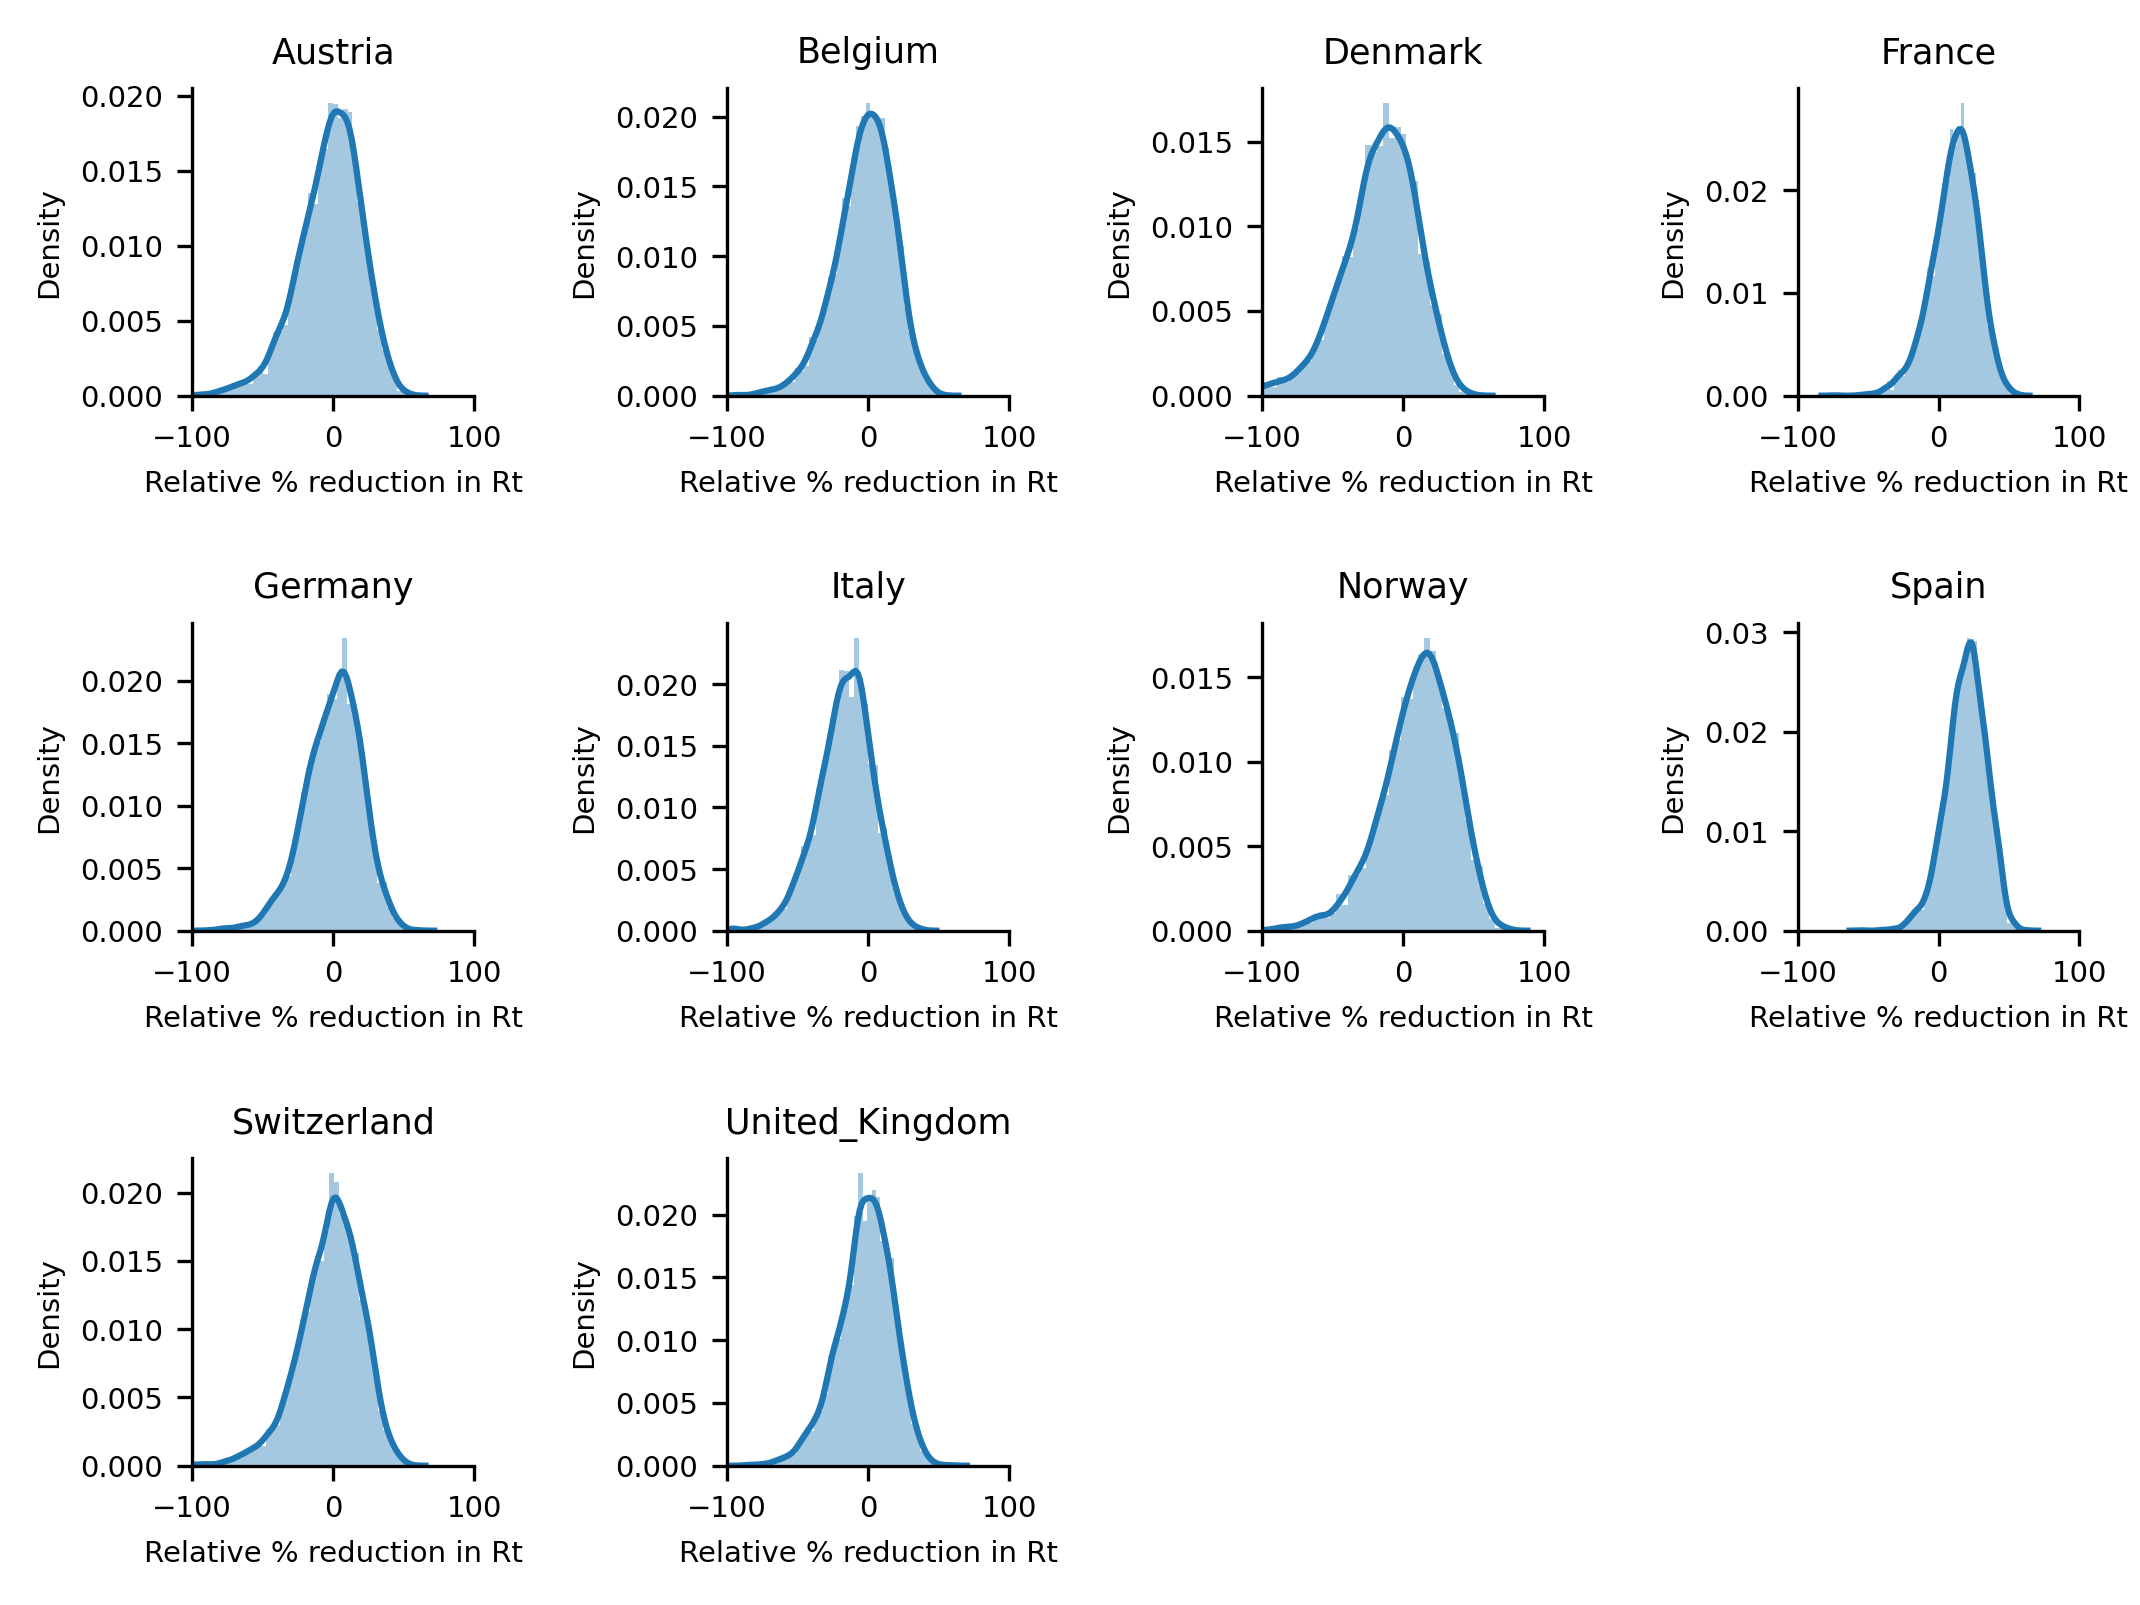 Austria
Density
0.020
0.015
0.010
0.005
0.000
−100 0 100
Relative % reduction in Rt
Belgium
Density
0.020
0.015
0.010
0.005
0.000
−100 0 100
Relative % reduction in Rt
Denmark
Density
0.015
0.010
0.005
0.000
−100 0 100
Relative % reduction in Rt
France
Density
0.02
0.01
0.00
−100 0 100
Relative % reduction in Rt
Germany
Density
0.020
0.015
0.010
0.005
0.000
−100 0 100
Relative % reduction in Rt
Italy
Density
0.020
0.015
0.010
0.005
0.000
−100 0 100
Relative % reduction in Rt
Norway
Density
0.015
0.010
0.005
0.000
−100 0 100
Relative % reduction in Rt
Spain
Density
0.03
0.02
0.01
0.00
−100 0 100
Relative % reduction in Rt
Switzerland
Density
0.020
0.015
0.010
0.005
0.000
−100 0 100
Relative % reduction in Rt
United_Kingdom
Density
0.020
0.015
0.010
0.005
0.000
−100 0 100
Relative % reduction in Rt